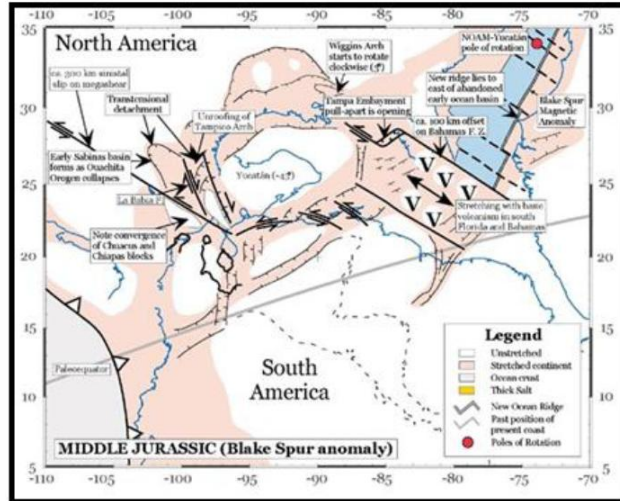 -110 -105 -100 -95 -90 -85 -80 -75 -70
35
30
25
20
15
10
5
North America
ca. 300 km sinistral
slip on megashear
Transtensional
detachment
Unroofing of
Tampico Arch
Wiggins Arch
starts to rotate
clockwise
Tampa Embayment
pull-apart is opening
NOAM-Yucatán
pole of rotation
New ridge lies to
east of abandoned
early ocean basin
ca. 100 km offset
on Bahamas F. Z.
Blake Spur
Magnetic
Anomaly
Early Sabinas basin
forms as Ouachita
Orogen collapses
La Babia F.
Yucatán
Note convergence
of Chuacus and
Chiapas blocks
V V
V V V
V V
Stretching with basic
volcanism in south
Florida and Bahamas
South
America
Paleoequator
Legend
Unstretched
Stretched continent
Ocean crust
Thick Salt
New Ocean Ridge
Past position of
present coast
Poles of Rotation
MIDDLE JURASSIC (Blake Spur anomaly)
35
30
25
20
15
10
5
-110 -105 -100 -95 -90 -85 -80 -75 -70